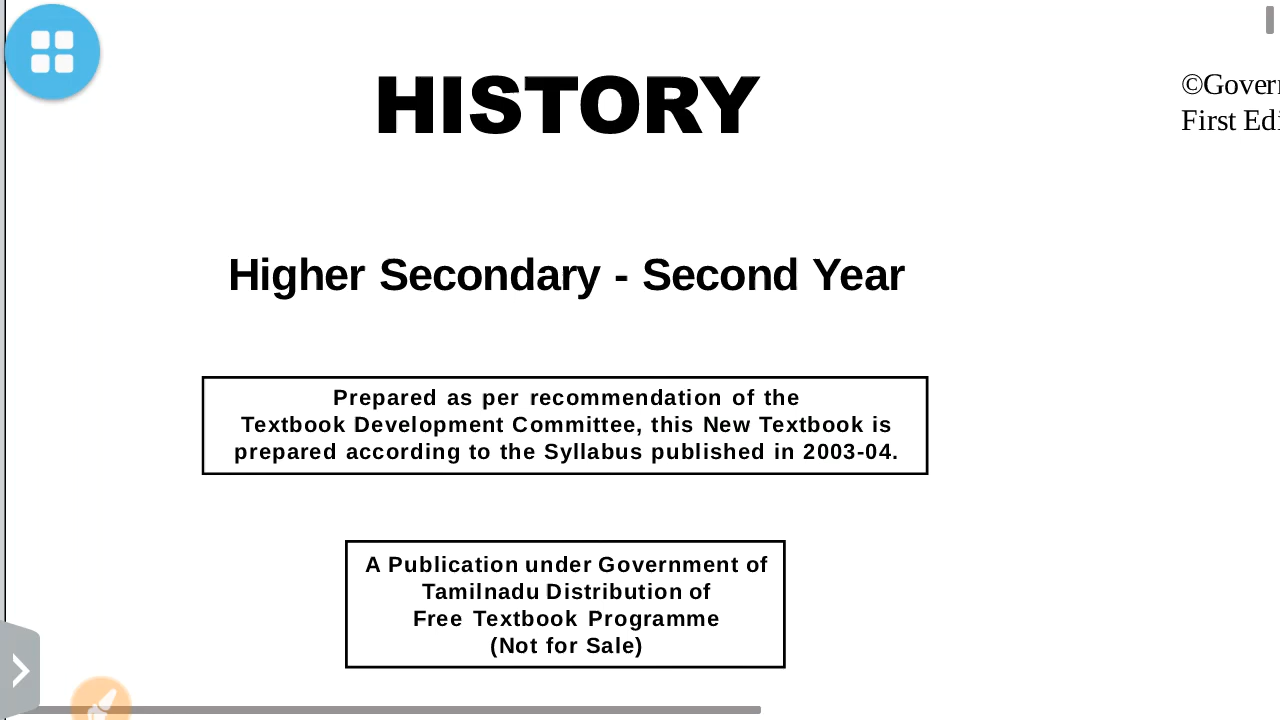 HISTORY
Higher Secondary - Second Year
Prepared as per recommendation of the
Textbook Development Committee, this New Textbook is
prepared according to the Syllabus published in 2003-04.
A Publication under Government of
Tamilnadu Distribution of
Free Textbook Programme
(Not for Sale)
First